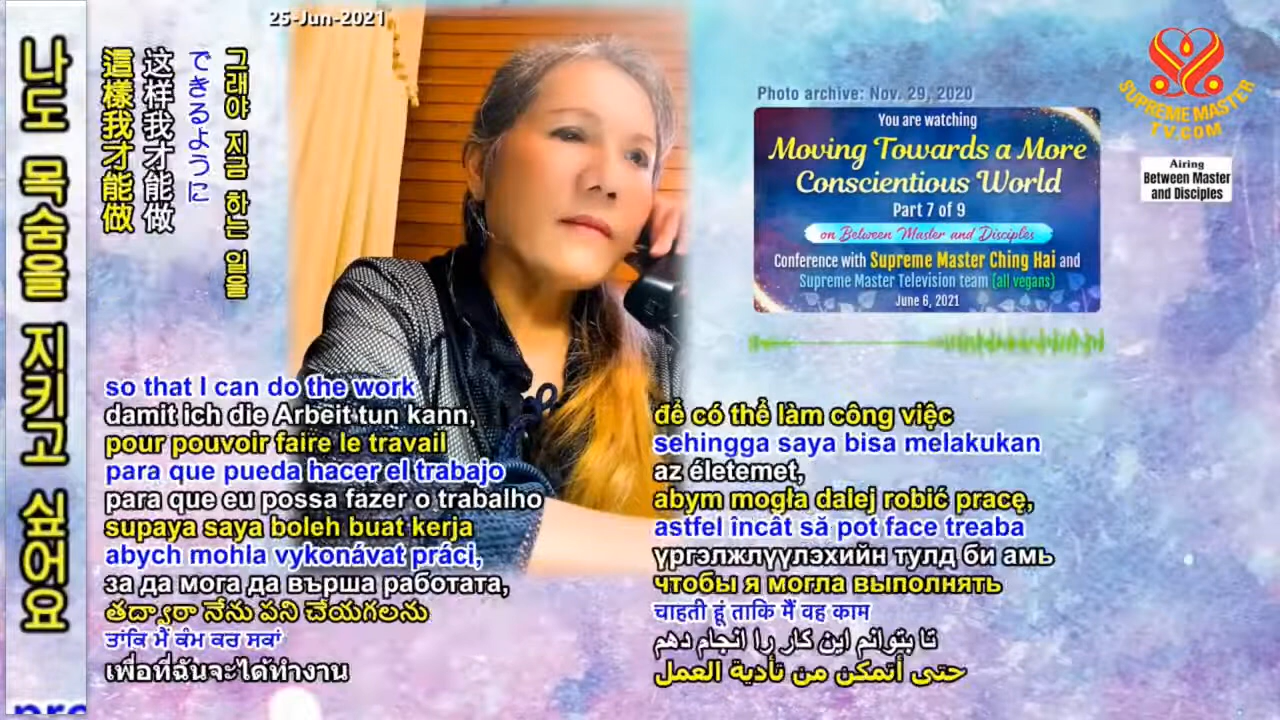 25-Jun-2021
나도 목숨을 지키고 싶어요
這樣我才能做
这样我才能做
できるように
그래야 지금 하는 일을
Photo archive: Nov. 29, 2020
You are watching
Moving Towards a More
Conscientious World
Part 7 of 9
on Between Master and Disciples
Conference with Supreme Master Ching Hai and
Supreme Master Television team (all vegans)
June 6, 2021
SUPREME MASTER
TV.COM
Airing
Between Master
and Disciples
so that I can do the work
damit ich die Arbeit tun kann,
pour pouvoir faire le travail
para que pueda hacer el trabajo
para que eu possa fazer o trabalho
supaya saya boleh buat kerja
abych mohla vykonávat práci,
за да мога да върша работата,
తద్వారా నేను పని చేయగలను
ਤਾਂਕਿ ਮੈਂ ਕੰਮ ਕਰ ਸਕਾਂ
เพื่อที่ฉันจะได้ทำงาน
để có thể làm công việc
sehingga saya bisa melakukan
az életemet,
abym mogła dalej robić pracę,
astfel încât să pot face treaba
үргэлжлүүлэхийн тулд би амь
чтобы я могла выполнять
चाहती हूं ताकि मैं वह काम
تا بتوانم این کار را انجام دهم
حتى أتمكن من تأدية العمل